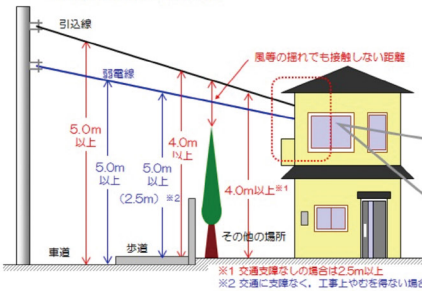 引込線
弱電線
風等の揺れでも接触しない距離
5.0m
以上
5.0m
以上
5.0m
以上
(2.5m)※2
4.0m
以上
4.0m以上※1
その他の場所
車道
歩道
※1 交通支障なしの場合は2.5m以上
※2 交通に支障なく，工事上やむを得ない場合